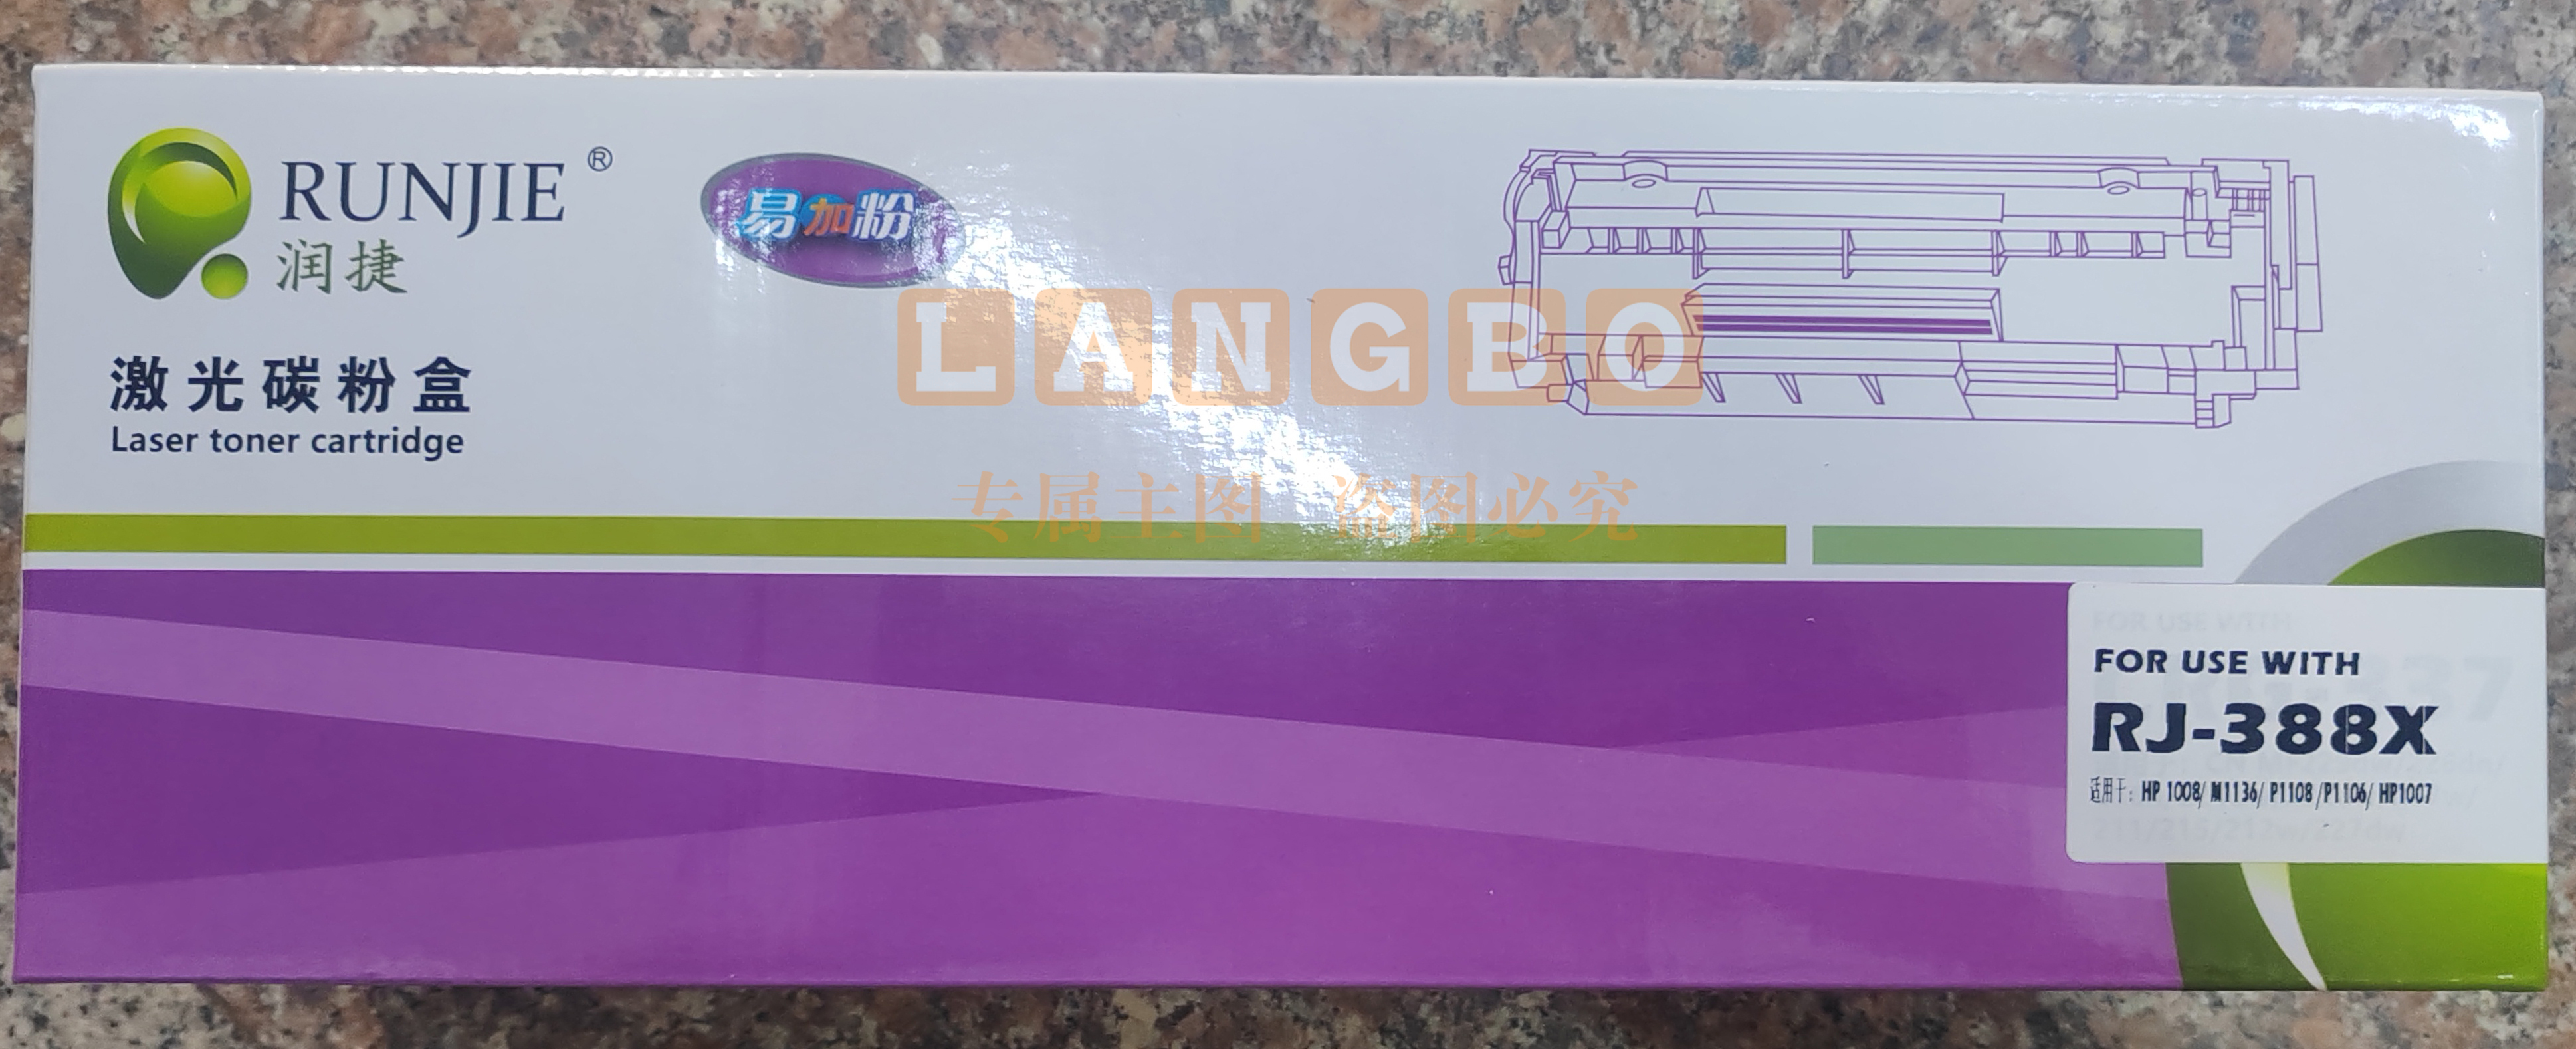 RUNJIE ®
润捷
易加粉
激光碳粉盒
Laser toner cartridge
LANGBO
专属主图 盗图必究
FOR USE WITH
RJ-388X
适用于: HP 1008/ M1136/ P1108 /P1106/ HP1007